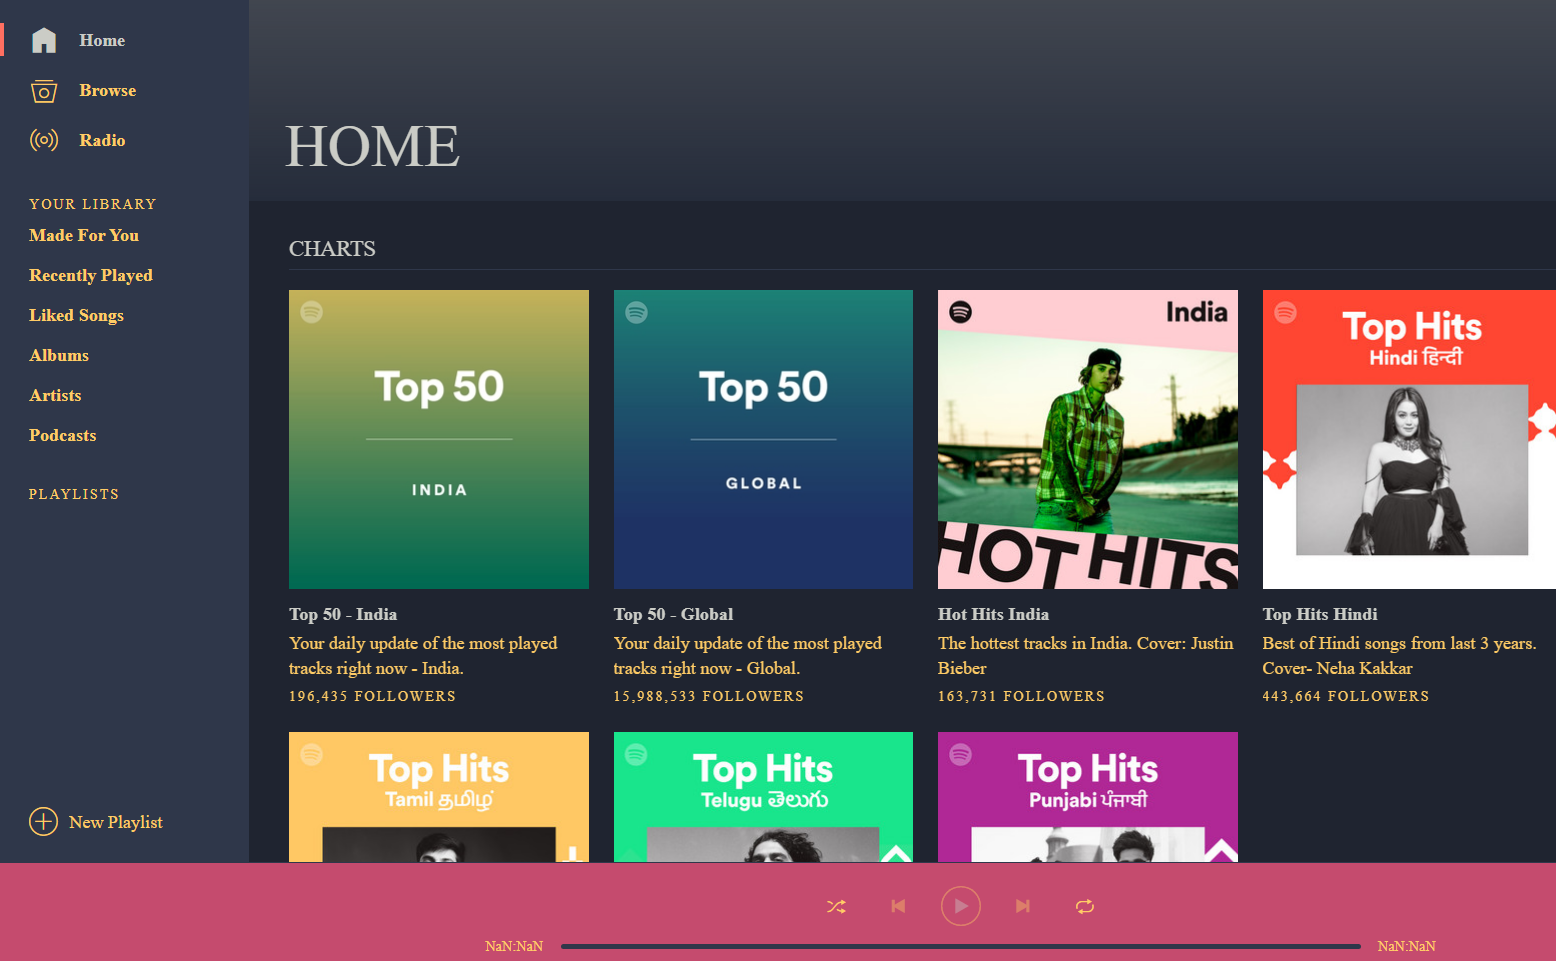 Home
Browse
Radio
YOUR LIBRARY
Made For You
Recently Played
Liked Songs
Albums
Artists
Podcasts
PLAYLISTS
New Playlist
HOME
CHARTS
Top 50
INDIA
Top 50 - India
Your daily update of the most played
tracks right now - India.
196,435 FOLLOWERS
Top 50
GLOBAL
Top 50 - Global
Your daily update of the most played
tracks right now - Global.
15,988,533 FOLLOWERS
India
HOT HITS
Hot Hits India
The hottest tracks in India. Cover: Justin
Bieber
163,731 FOLLOWERS
Top Hits
Hindi हिन्दी
Top Hits Hindi
Best of Hindi songs from last 3 years.
Cover- Neha Kakkar
443,664 FOLLOWERS
Top Hits
Tamil தமிழ்
Top Hits
Telugu తెలుగు
Top Hits
Punjabi ਪੰਜਾਬੀ
NaN:NaN
NaN:NaN